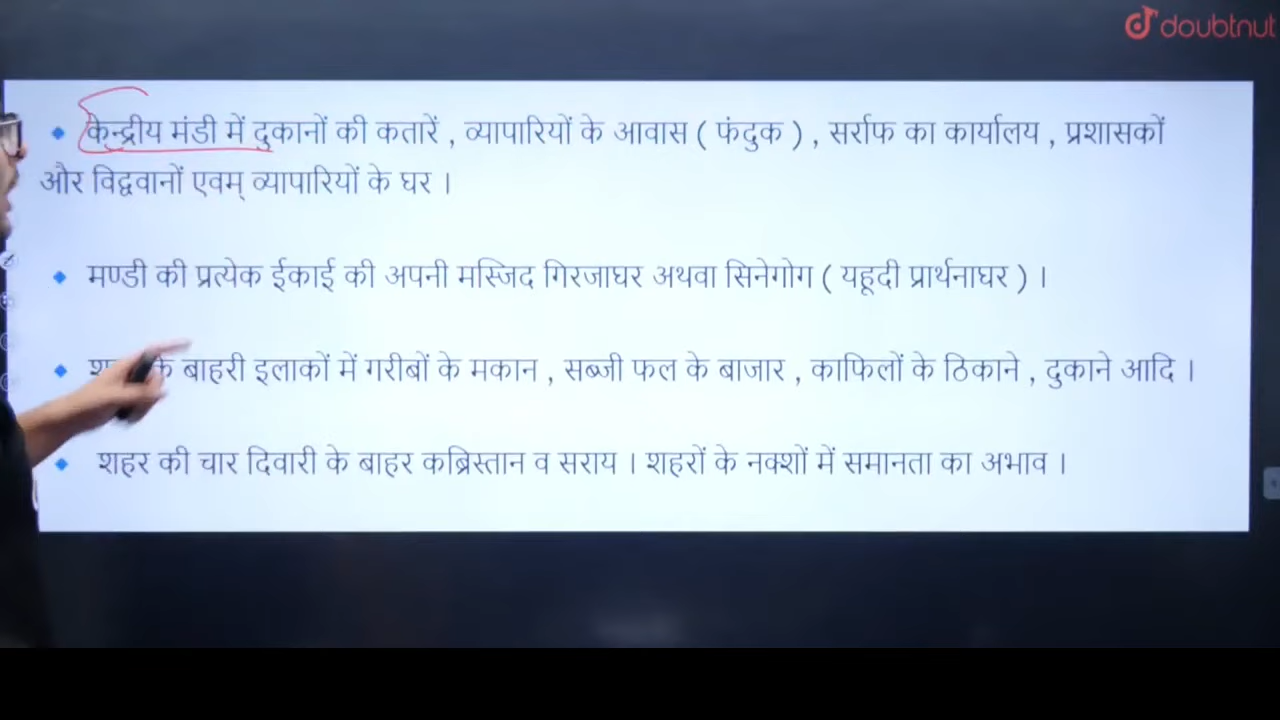 doubtnut
• केन्द्रीय मंडी में दुकानों की कतारें , व्यापारियों के आवास ( फंदुक ) , सर्राफ का कार्यालय , प्रशासकों
और विद्ववानों एवम् व्यापारियों के घर ।
• मण्डी की प्रत्येक ईकाई की अपनी मस्जिद गिरजाघर अथवा सिनेगोग ( यहूदी प्रार्थनाघर ) ।
• के बाहरी इलाकों में गरीबों के मकान , सब्जी फल के बाजार , काफिलों के ठिकाने , दुकाने आदि ।
• शहर की चार दिवारी के बाहर कब्रिस्तान व सराय । शहरों के नक्शों में समानता का अभाव ।